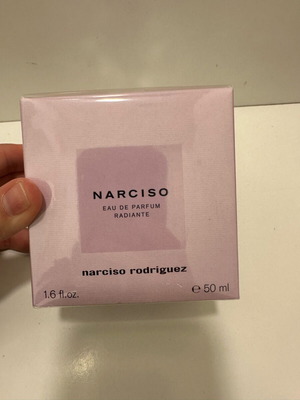 NARCISO
EAU DE PARFUM
RADIANTE
narciso rodriguez
1.6 fl.oz. ℮ 50 ml